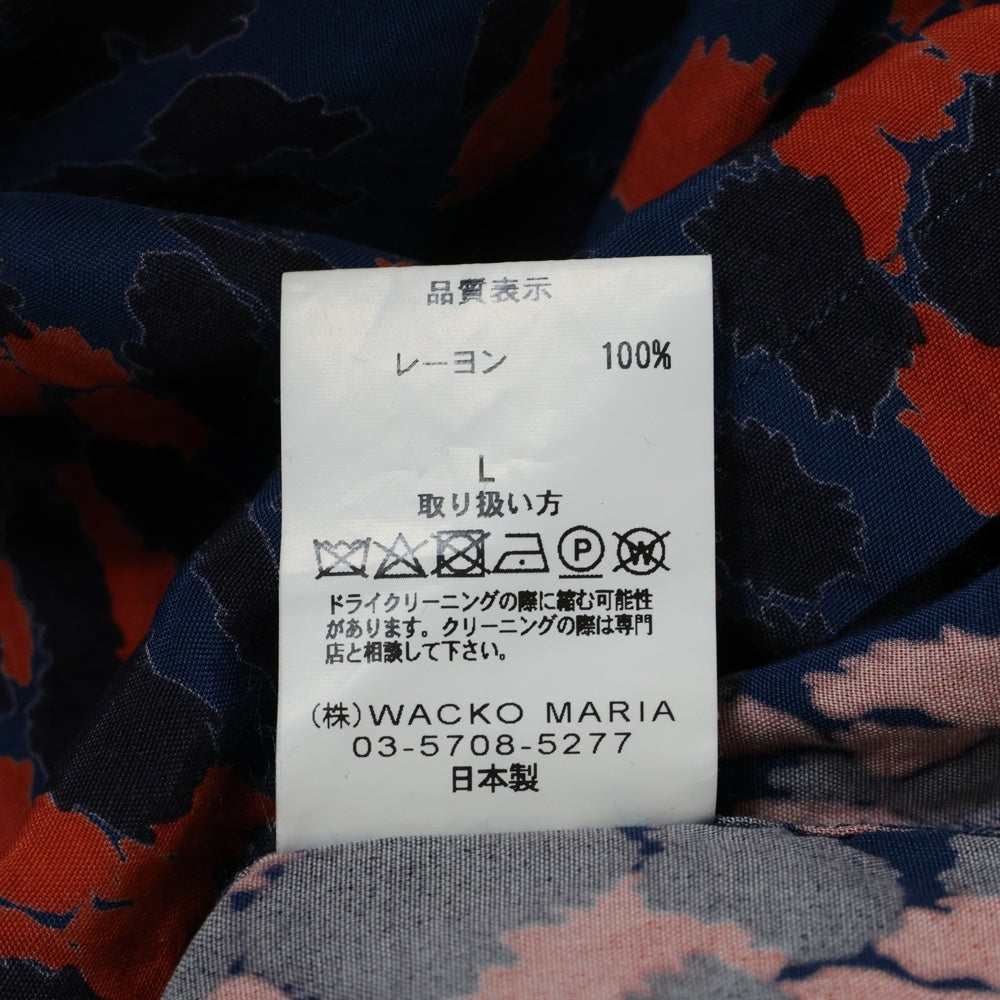 品質表示
レーヨン 100%
L
取り扱い方
P W
ドライクリーニングの際に縮む可能性
があります。クリーニングの際は専門
店と相談して下さい。
(株)WACKO MARIA
03-5708-5277
日本製